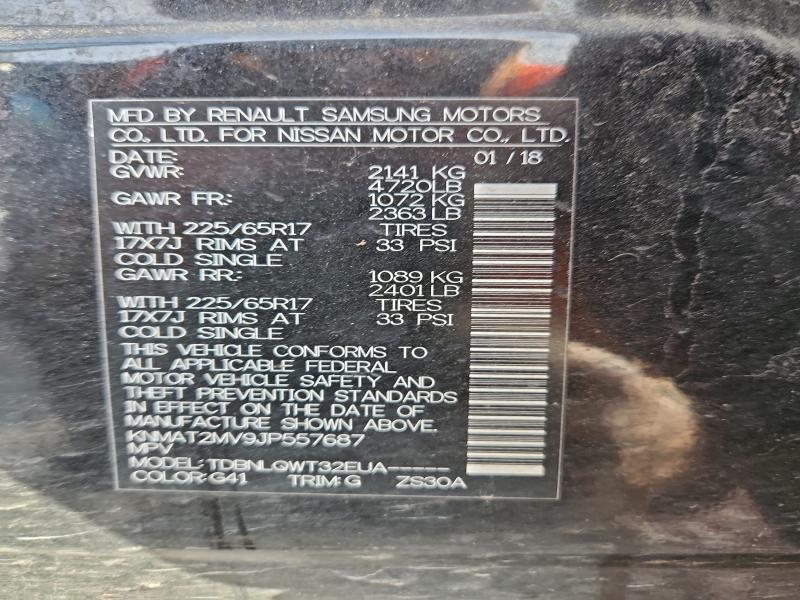 MFD BY RENAULT SAMSUNG MOTORS
CO., LTD. FOR NISSAN MOTOR CO., LTD.
DATE: 01 / 18
GVWR: 2141 KG
4720LB
GAWR FR: 1072 KG
2363 LB
WITH 225/65R17 TIRES
17X7J RIMS AT 33 PSI
COLD SINGLE
GAWR RR: 1089 KG
2401 LB
WITH 225/65R17 TIRES
17X7J RIMS AT 33 PSI
COLD SINGLE
THIS VEHICLE CONFORMS TO
ALL APPLICABLE FEDERAL
MOTOR VEHICLE SAFETY AND
THEFT PREVENTION STANDARDS
IN EFFECT ON THE DATE OF
MANUFACTURE SHOWN ABOVE.
KNMAT2MV9JP557687
MPV
MODEL: TDBNLQWT32EUA-----
COLOR:G41 TRIM:G ZS30A